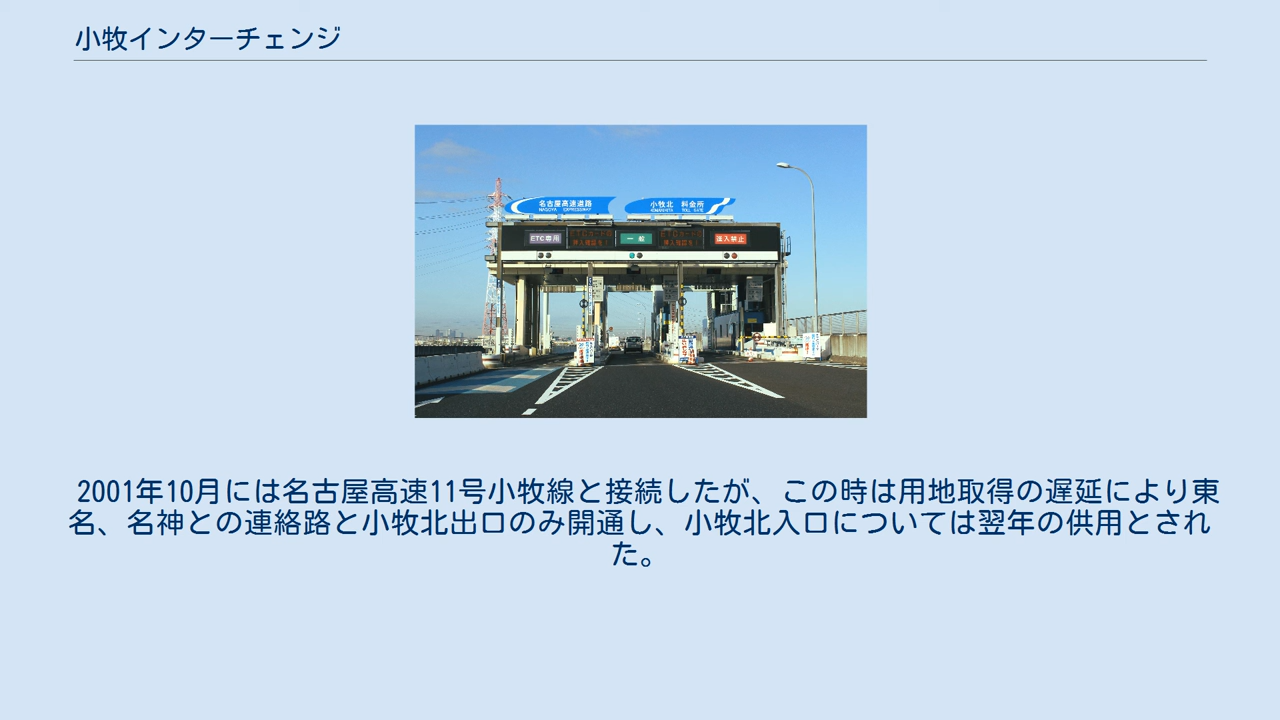 小牧インターチェンジ
名古屋高速道路 小牧北 料金所
NAGOYA EXPRESSWAY KOMAKIKITA TOLL GATE
ETC専用 一般 進入禁止
2001年10月には名古屋高速11号小牧線と接続したが、この時は用地取得の遅延により東
名、名神との連絡路と小牧北出口のみ開通し、小牧北入口については翌年の供用とされ
た。